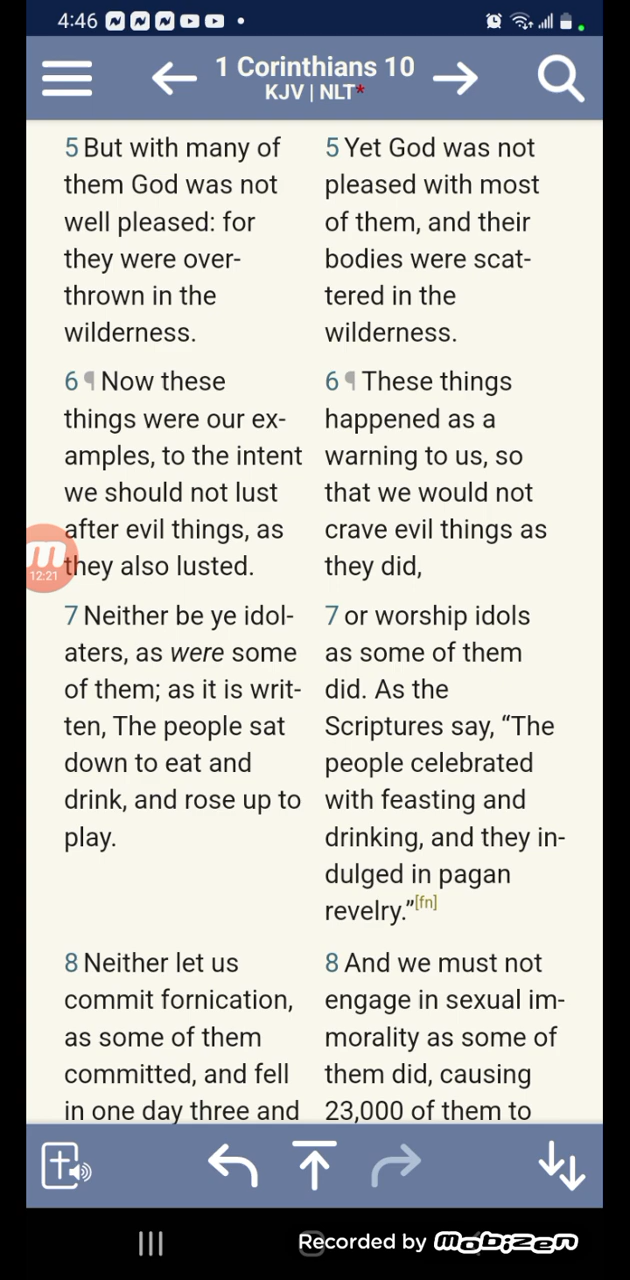 4:46
1 Corinthians 10
KJV | NLT*
5 But with many of
them God was not
well pleased: for
they were over-
thrown in the
wilderness.
5 Yet God was not
pleased with most
of them, and their
bodies were scat-
tered in the
wilderness.
6 ¶ Now these
things were our ex-
amples, to the intent
we should not lust
after evil things, as
they also lusted.
6 ¶ These things
happened as a
warning to us, so
that we would not
crave evil things as
they did,
12:21
7 Neither be ye idol-
aters, as were some
of them; as it is writ-
ten, The people sat
down to eat and
drink, and rose up to
play.
7 or worship idols
as some of them
did. As the
Scriptures say, “The
people celebrated
with feasting and
drinking, and they in-
dulged in pagan
revelry.”[fn]
8 Neither let us
commit fornication,
as some of them
committed, and fell
in one day three and
8 And we must not
engage in sexual im-
morality as some of
them did, causing
23,000 of them to
Recorded by mobizen